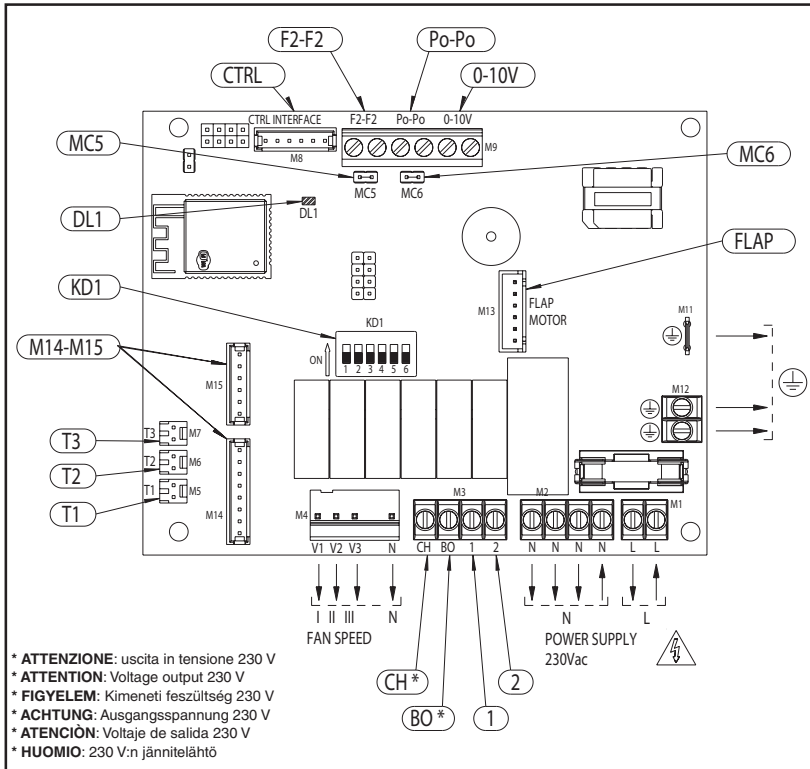 F2-F2
Po-Po
CTRL
0-10V
CTRL INTERFACE
F2-F2
Po-Po
0-10V
M8
M9
MC5
MC6
MC5
MC6
DL1
DL1
FLAP
KD1
KD1
M13
FLAP
MOTOR
M11
M14-M15
ON
1 2 3 4 5 6
M15
M12
T3
T3
M7
T2
T2
M6
T1
T1
M5
M14
M4
M3
M2
M1
V1 V2 V3 N
CH BO 1 2
N N N N
L L
I II III N
FAN SPEED
N
L
POWER SUPPLY
230Vac
CH *
2
BO *
1
* ATTENZIONE: uscita in tensione 230 V
* ATTENTION: Voltage output 230 V
* FIGYELEM: Kimeneti feszültség 230 V
* ACHTUNG: Ausgangsspannung 230 V
* ATENCIÒN: Voltaje de salida 230 V
* HUOMIO: 230 V:n jännitelähtö